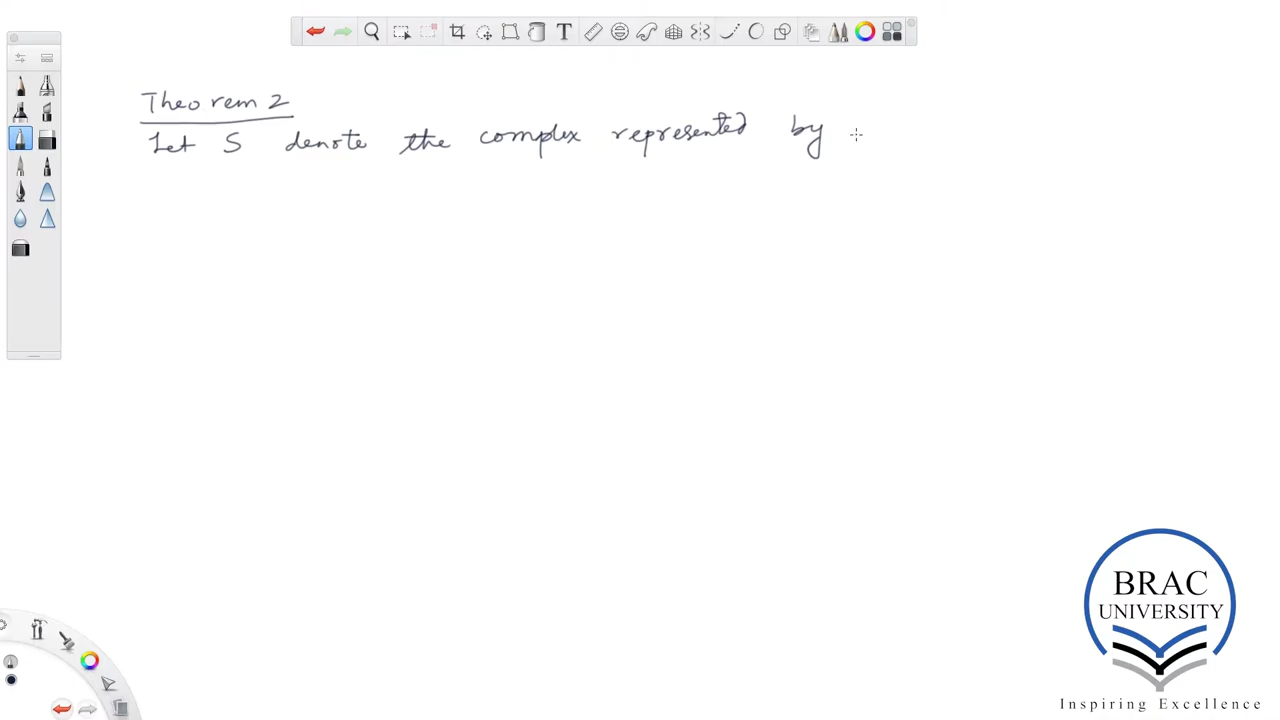 Theorem 2
Let S denote the complex represented by
BRAC
UNIVERSITY
Inspiring Excellence